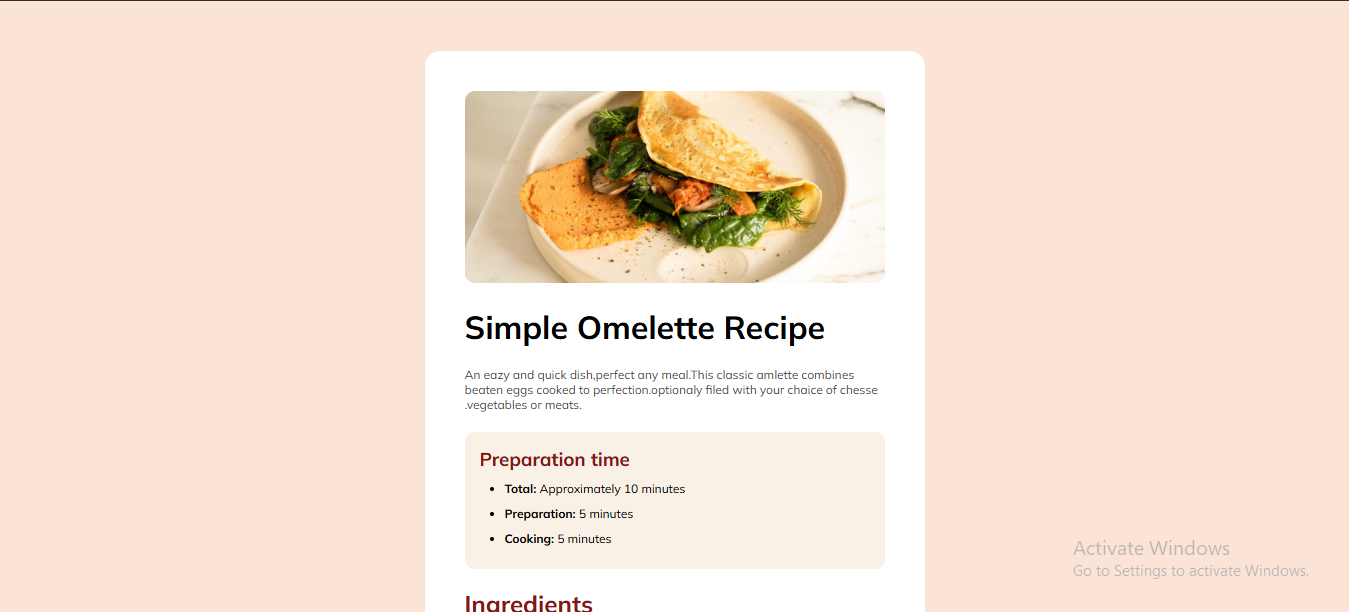 Simple Omelette Recipe
An eazy and quick dish,perfect any meal.This classic amlette combines
beaten eggs cooked to perfection.optionaly filed with your chaice of chesse
.vegetables or meats.
Preparation time
Total: Approximately 10 minutes
Preparation: 5 minutes
Cooking: 5 minutes
Ingredients
Activate Windows
Go to Settings to activate Windows.